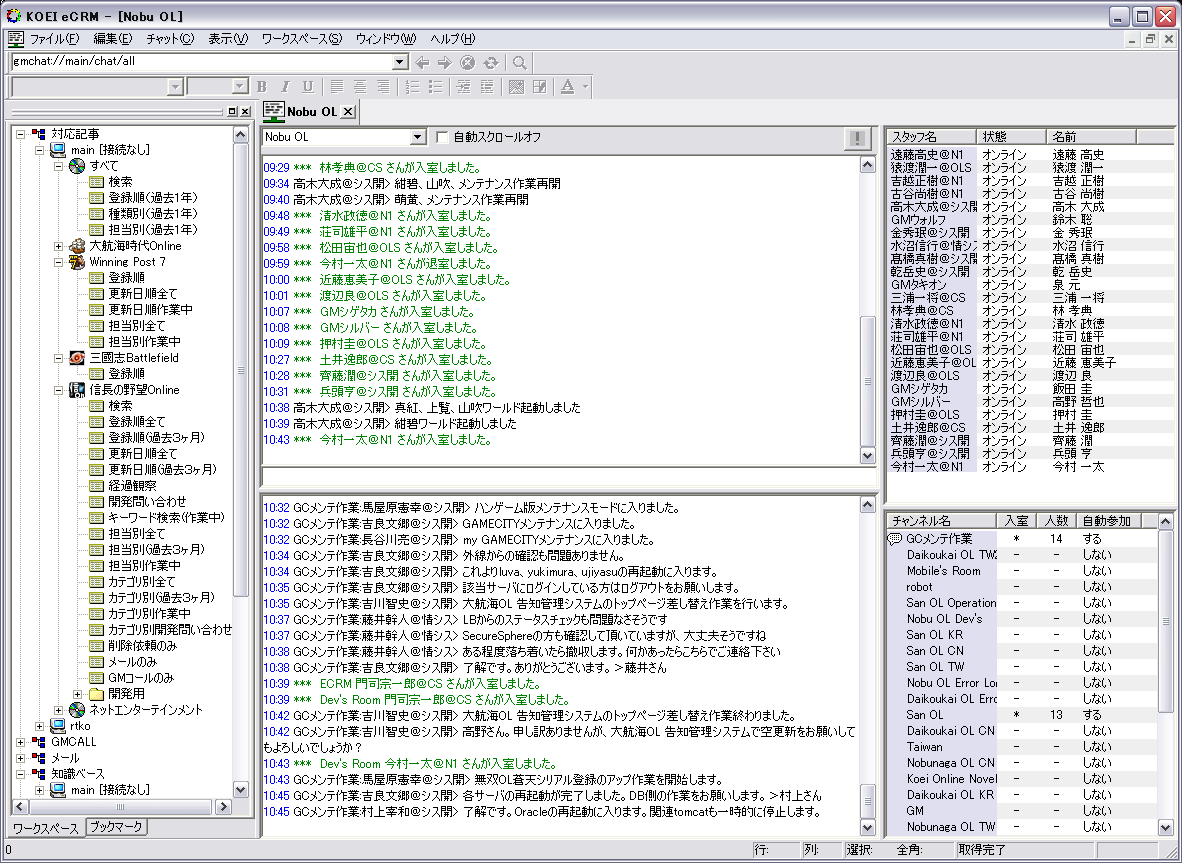 KOEI eCRM - [Nobu OL]
ファイル(F) 編集(E) チャット(C) 表示(V) ワークスペース(S) ウィンドウ(W) ヘルプ(H)
gmchat://main/chat/all
B I U A
対応記事
main [接続なし]
すべて
検索
登録順(過去1年)
種類別(過去1年)
担当別(過去1年)
大航海時代Online
Winning Post 7
登録順
更新日順全て
更新日順作業中
担当別全て
担当別作業中
三國志Battlefield
登録順
信長の野望Online
検索
登録順全て
登録順(過去3ヶ月)
更新日順全て
更新日順(過去3ヶ月)
経過観察
開発問い合わせ
キーワード検索(作業中)
担当別全て
担当別(過去3ヶ月)
担当別作業中
カテゴリ別全て
カテゴリ別(過去3ヶ月)
カテゴリ別作業中
カテゴリ別開発問い合わせ
削除依頼のみ
メールのみ
GMコールのみ
開発用
ネットエンターテインメント
rtko
GMCALL
メール
知識ベース
main [接続なし]
ワークスペース ブックマーク
Nobu OL
Nobu OL 自動スクロールオフ
09:29 *** 林孝典@CS さんが入室しました。
09:34 高木大成@シス開> 紺碧、山吹、メンテナンス作業再開
09:40 高木大成@シス開> 萌黄、メンテナンス作業再開
09:48 *** 清水政徳@N1 さんが入室しました。
09:49 *** 荘司雄平@N1 さんが入室しました。
09:58 *** 松田宙也@OLS さんが入室しました。
09:59 *** 今村一太@N1 さんが退室しました。
10:00 *** 近藤恵美子@OLS さんが入室しました。
10:01 *** 渡辺良@OLS さんが入室しました。
10:07 *** GMシゲタカ さんが入室しました。
10:08 *** GMシルバー さんが入室しました。
10:09 *** 押村圭@OLS さんが入室しました。
10:27 *** 土井逸郎@CS さんが入室しました。
10:28 *** 齊藤潤@シス開 さんが入室しました。
10:31 *** 兵頭亨@シス開 さんが入室しました。
10:38 高木大成@シス開> 真紅、上覧、山吹ワールド起動しました
10:39 高木大成@シス開> 紺碧ワールド起動しました
10:43 *** 今村一太@N1 さんが入室しました。
10:32 GCメンテ作業:馬屋原憲幸@シス開> ハンゲーム版メンテナンスモードに入りました。
10:32 GCメンテ作業:吉良文郷@シス開> GAMECITYメンテナンスに入りました。
10:32 GCメンテ作業:長谷川亮@シス開> my GAMECITYメンテナンスに入りました。
10:34 GCメンテ作業:吉良文郷@シス開> 外線からの確認も問題ありません。
10:34 GCメンテ作業:吉良文郷@シス開> これよりluva、yukimura、ujiyasuの再起動に入ります。
10:35 GCメンテ作業:吉良文郷@シス開> 該当サーバにログインしている方はログアウトをお願いします。
10:35 GCメンテ作業:吉川智史@シス開> 大航海OL 告知管理システムのトップページ差し替え作業を行います。
10:37 GCメンテ作業:藤井幹人@情シス> LBからのステータスチェックも問題なさそうです
10:37 GCメンテ作業:藤井幹人@情シス> SecureSphereの方も確認して頂いていますが、大丈夫そうですね
10:38 GCメンテ作業:藤井幹人@情シス> ある程度落ち着いたら撤収します。何かあったらこちらでご連絡下さい
10:38 GCメンテ作業:吉良文郷@シス開> 了解です。ありがとうございます。>藤井さん
10:39 *** ECRM 門司宗一郎@CS さんが入室しました。
10:39 *** Dev's Room 門司宗一郎@CS さんが入室しました。
10:42 GCメンテ作業:吉川智史@シス開> 大航海OL 告知管理システムのトップページ差し替え作業終わりました。
10:42 GCメンテ作業:吉良文郷@シス開> 高野さん。申し訳ありませんが、大航海OL 告知管理システムで空更新をお願いして
もよろしいでしょうか?
10:43 *** Dev's Room 今村一太@N1 さんが入室しました。
10:43 GCメンテ作業:馬屋原憲幸@シス開> 無双OL蒼天シリアル登録のアップ作業を開始します。
10:45 GCメンテ作業:吉良文郷@シス開> 各サーバの再起動が完了しました。DB側の作業をお願いします。>村上さん
10:45 GCメンテ作業:村上宰和@シス開> 了解です。Oracleの再起動に入ります。関連tomcatも一時的に停止します。
スタッフ名 状態 名前
遠藤高史@N1 オンライン 遠藤 高史
猿渡潤一@OLS オンライン 猿渡 潤一
吉越正樹@N1 オンライン 吉越 正樹
古谷尚樹@N1 オンライン 古谷 尚樹
高木大成@シス開 オンライン 高木 大成
GMウォルフ オンライン 鈴木 聡
金秀珉@シス開 オンライン 金 秀珉
水沼信行@情シス オンライン 水沼 信行
髙橋真樹@シス開 オンライン 髙橋 真樹
乾岳史@シス開 オンライン 乾 岳史
GMタキオン オンライン 泉 元
三浦一将@CS オンライン 三浦 一将
林孝典@CS オンライン 林 孝典
清水政徳@N1 オンライン 清水 政徳
荘司雄平@N1 オンライン 荘司 雄平
松田宙也@OLS オンライン 松田 宙也
近藤恵美子@OL オンライン 近藤 恵美子
渡辺良@OLS オンライン 渡辺 良
GMシゲタカ オンライン 飯田 圭
GMシルバー オンライン 高野 哲也
押村圭@OLS オンライン 押村 圭
土井逸郎@CS オンライン 土井 逸郎
齊藤潤@シス開 オンライン 齊藤 潤
兵頭亨@シス開 オンライン 兵頭 亨
今村一太@N1 オンライン 今村 一太
チャンネル名 入室 人数 自動参加
GCメンテ作業 * 14 する
Daikoukai OL TW2 - - しない
Mobile's Room - - しない
robot - - しない
San OL Operation - - しない
Nobu OL Dev's - - しない
San OL KR - - しない
San OL CN - - しない
San OL TW - - しない
Nobu OL Error Lo - - しない
Daikoukai OL Erro - - しない
San OL * 13 する
Daikoukai OL CN - - しない
Taiwan - - しない
Nobunaga OL CN - - しない
Koei Online Novel - - しない
Daikoukai OL KR - - しない
GM - - しない
Nobunaga OL TW - - しない
0 行: 列: 選択: 全角: 取得完了